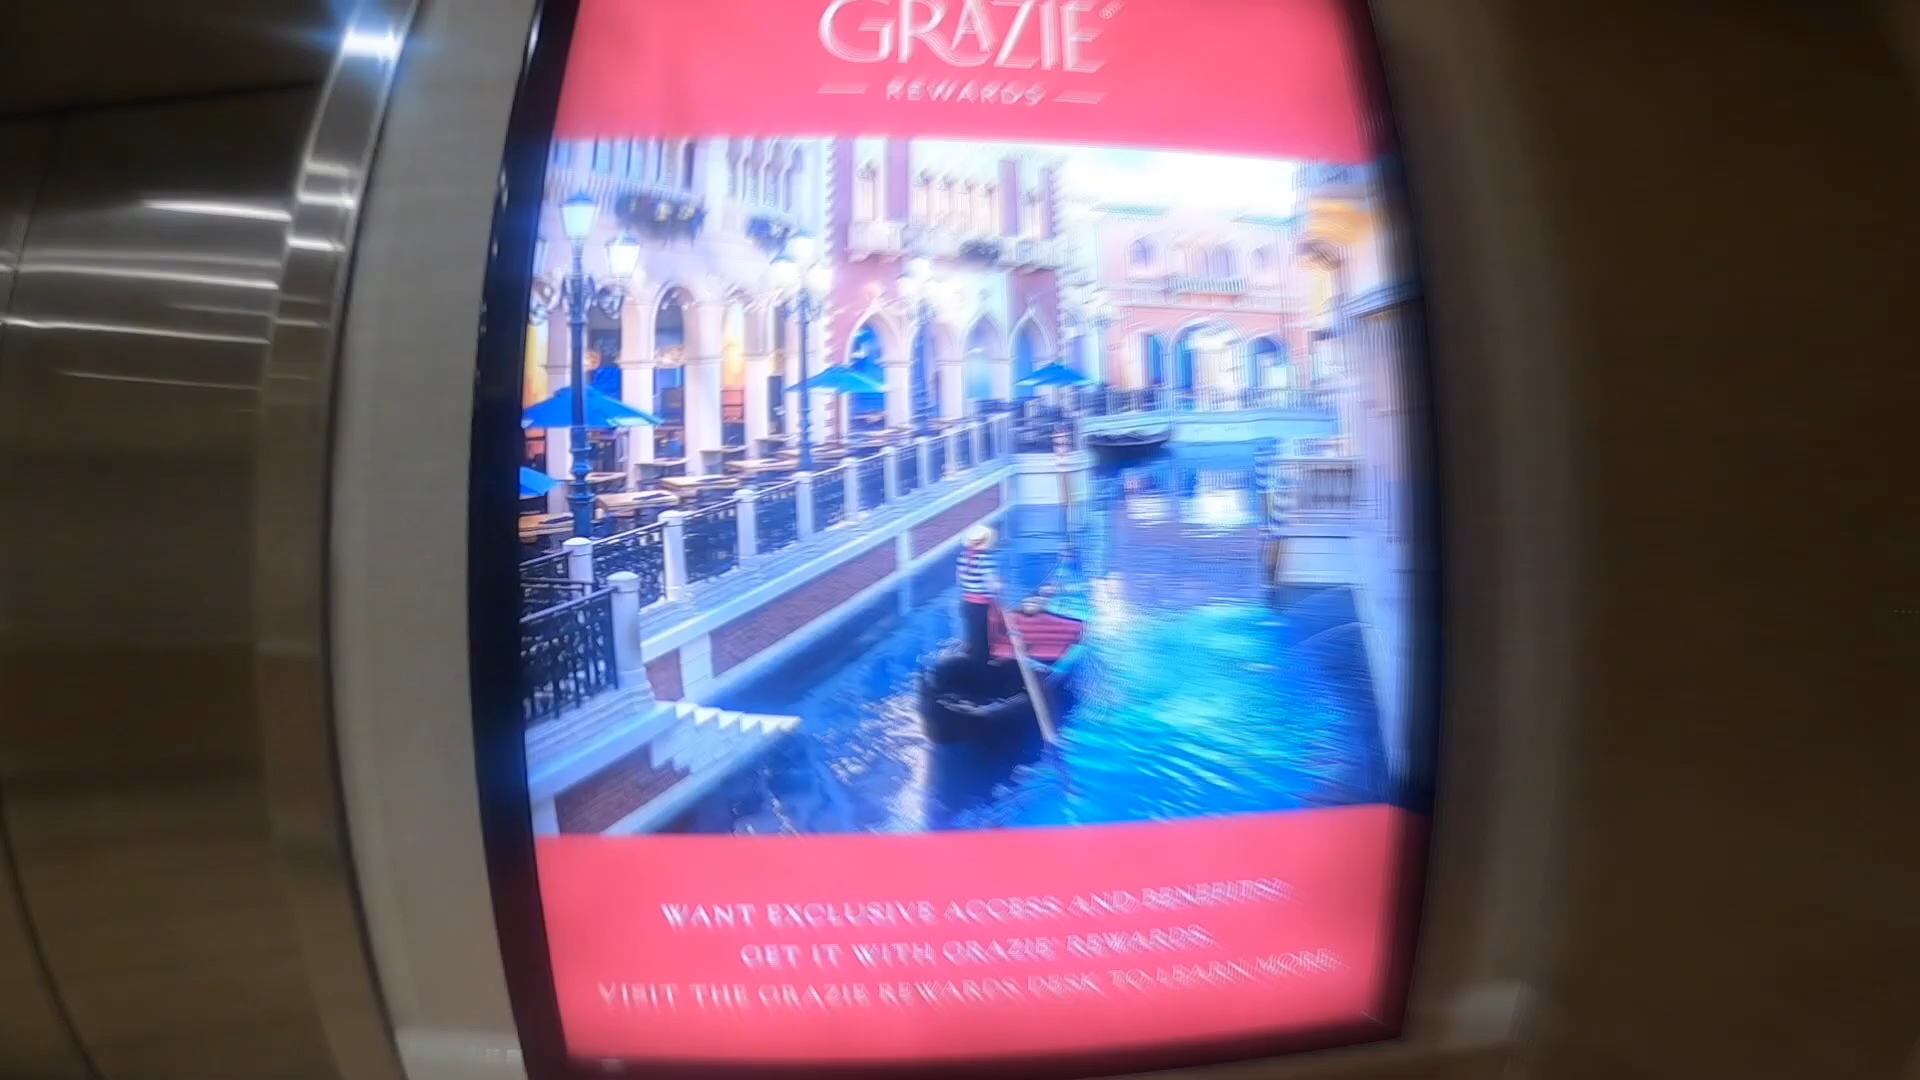 GRAZIE®
REWARDS
WANT EXCLUSIVE ACCESS AND BENEFITS?
GET IT WITH GRAZIE® REWARDS.
VISIT THE GRAZIE REWARDS DESK TO LEARN MORE.